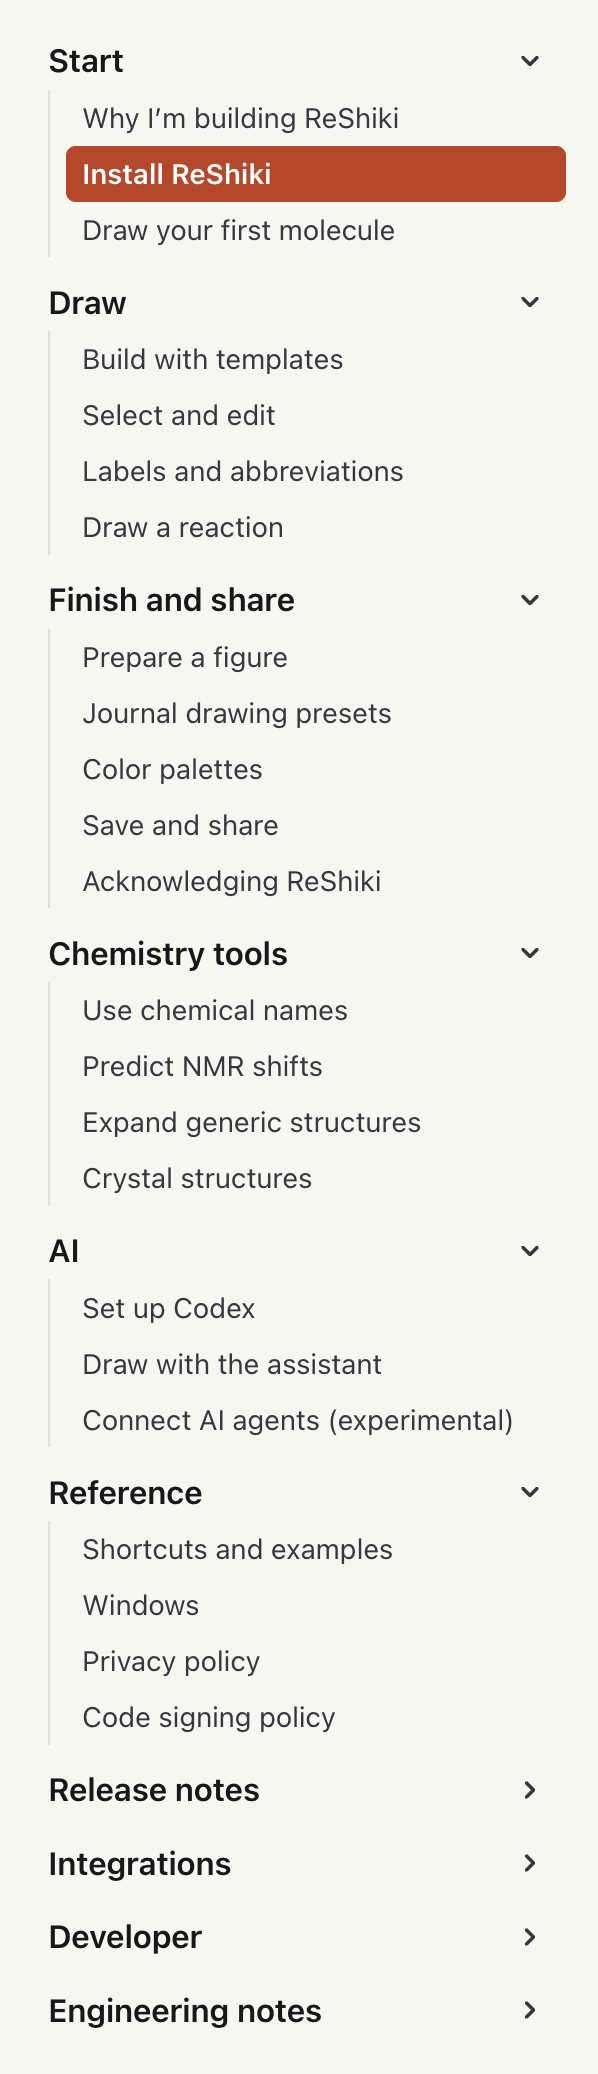 Start
Why I’m building ReShiki
Install ReShiki
Draw your first molecule
Draw
Build with templates
Select and edit
Labels and abbreviations
Draw a reaction
Finish and share
Prepare a figure
Journal drawing presets
Color palettes
Save and share
Acknowledging ReShiki
Chemistry tools
Use chemical names
Predict NMR shifts
Expand generic structures
Crystal structures
AI
Set up Codex
Draw with the assistant
Connect AI agents (experimental)
Reference
Shortcuts and examples
Windows
Privacy policy
Code signing policy
Release notes
Integrations
Developer
Engineering notes